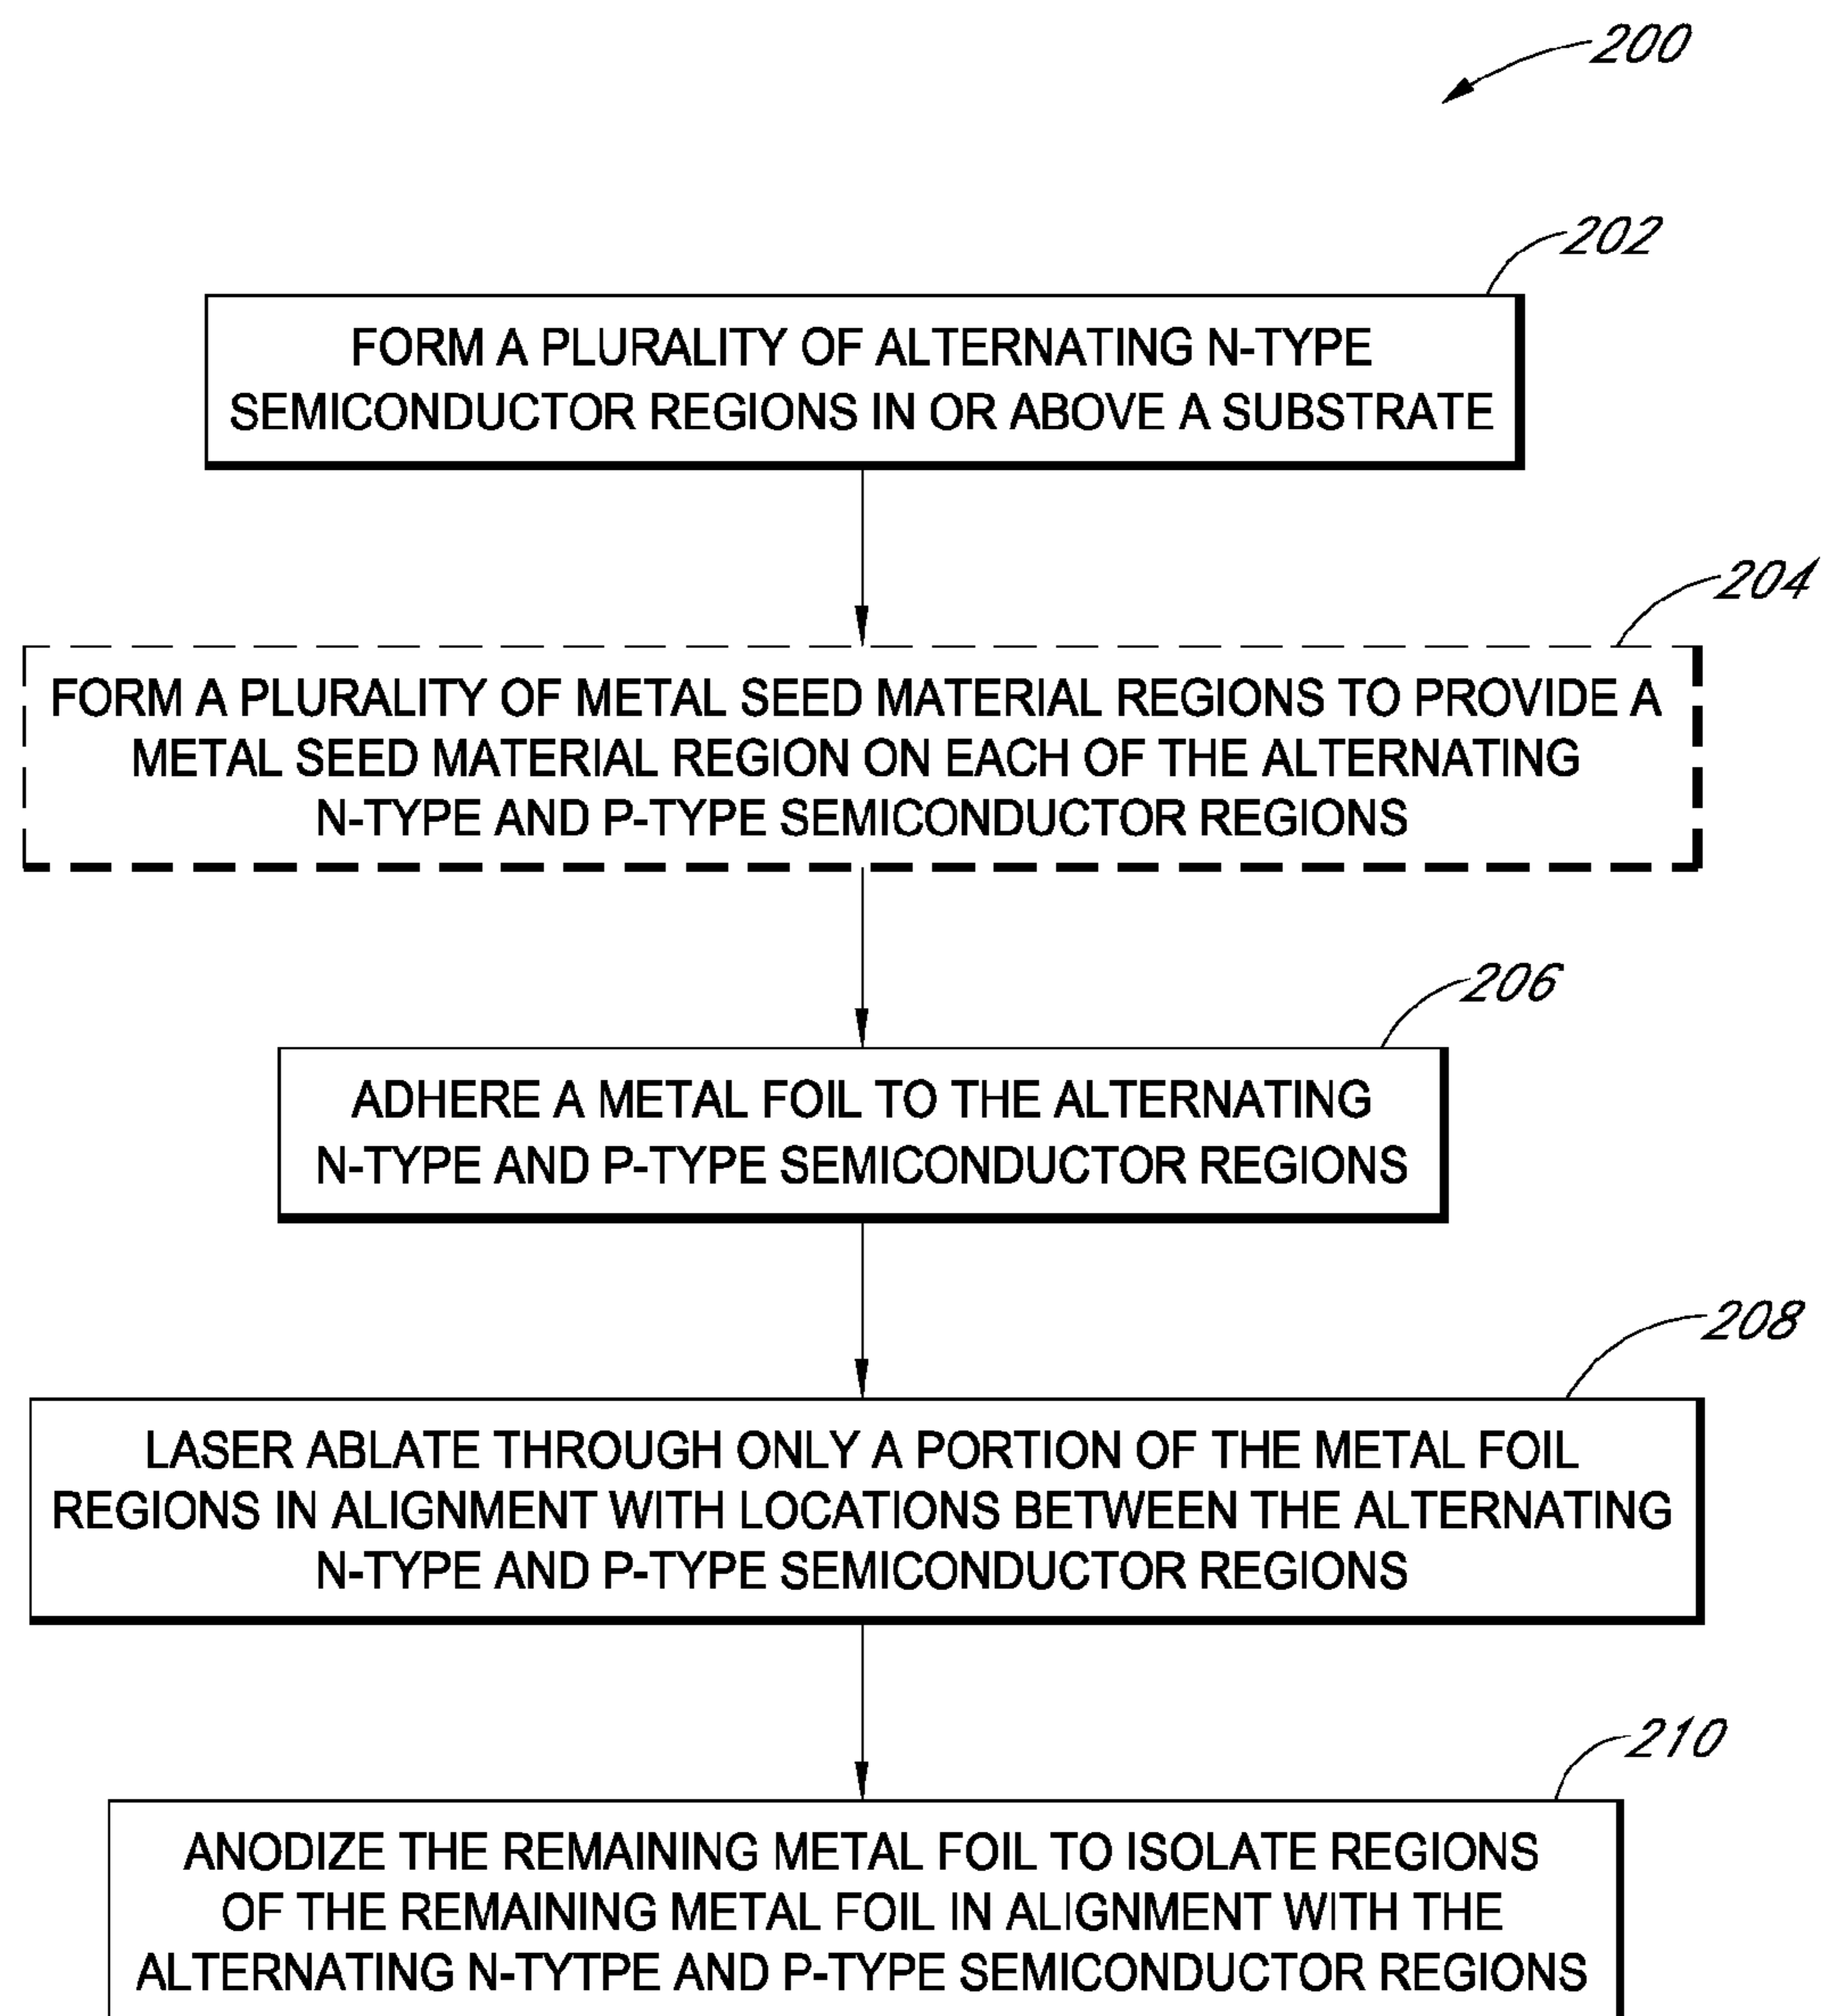 200
202
FORM A PLURALITY OF ALTERNATING N-TYPE
SEMICONDUCTOR REGIONS IN OR ABOVE A SUBSTRATE
204
FORM A PLURALITY OF METAL SEED MATERIAL REGIONS TO PROVIDE A
METAL SEED MATERIAL REGION ON EACH OF THE ALTERNATING
N-TYPE AND P-TYPE SEMICONDUCTOR REGIONS
206
ADHERE A METAL FOIL TO THE ALTERNATING
N-TYPE AND P-TYPE SEMICONDUCTOR REGIONS
208
LASER ABLATE THROUGH ONLY A PORTION OF THE METAL FOIL
REGIONS IN ALIGNMENT WITH LOCATIONS BETWEEN THE ALTERNATING
N-TYPE AND P-TYPE SEMICONDUCTOR REGIONS
210
ANODIZE THE REMAINING METAL FOIL TO ISOLATE REGIONS
OF THE REMAINING METAL FOIL IN ALIGNMENT WITH THE
ALTERNATING N-TYTPE AND P-TYPE SEMICONDUCTOR REGIONS